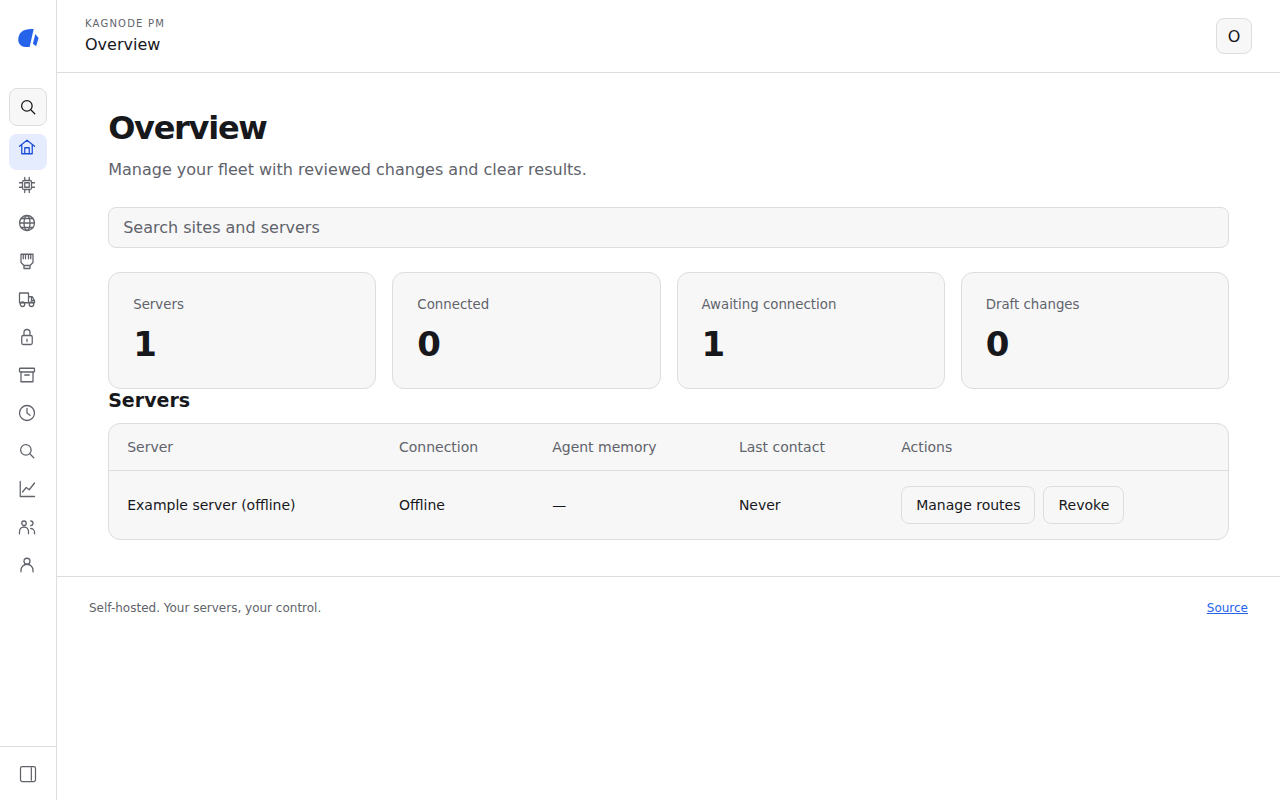 KAGNODE PM
Overview
O
Overview
Manage your fleet with reviewed changes and clear results.
Search sites and servers
Servers
1
Connected
0
Awaiting connection
1
Draft changes
0
Servers
Server Connection Agent memory Last contact Actions
Example server (offline) Offline — Never Manage routes Revoke
Self-hosted. Your servers, your control.
Source